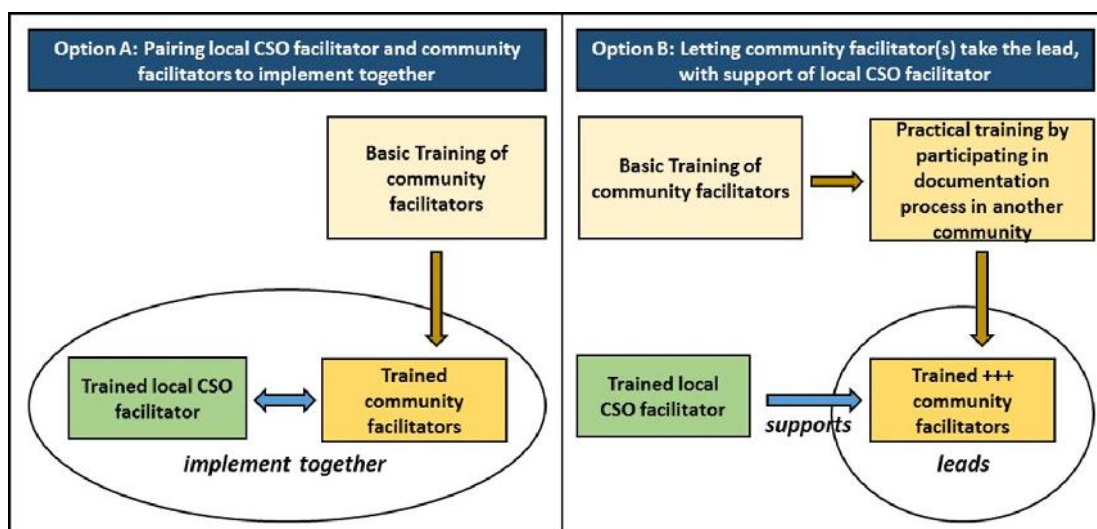 Option A: Pairing local CSO facilitator and community
facilitators to implement together
Basic Training of
community
facilitators
Trained local CSO
facilitator
Trained
community
facilitators
implement together
Option B: Letting community facilitator(s) take the lead,
with support of local CSO facilitator
Basic Training of
community facilitators
Practical training by
participating in
documentation
process in another
community
Trained local
CSO facilitator
supports
Trained +++
community
facilitators
leads